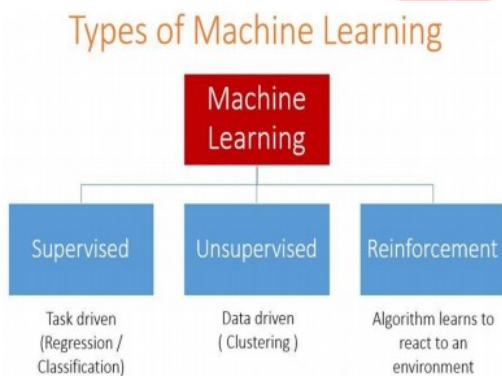 Types of Machine Learning
Machine
Learning
Supervised
Unsupervised
Reinforcement
Task driven
(Regression /
Classification)
Data driven
( Clustering )
Algorithm learns to
react to an
environment